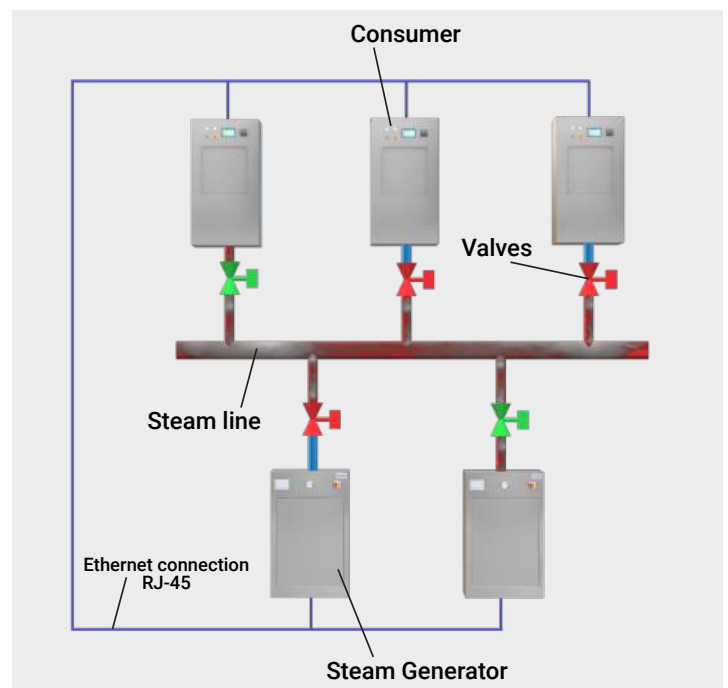 Consumer
Valves
Steam line
Ethernet connection
RJ-45
Steam Generator